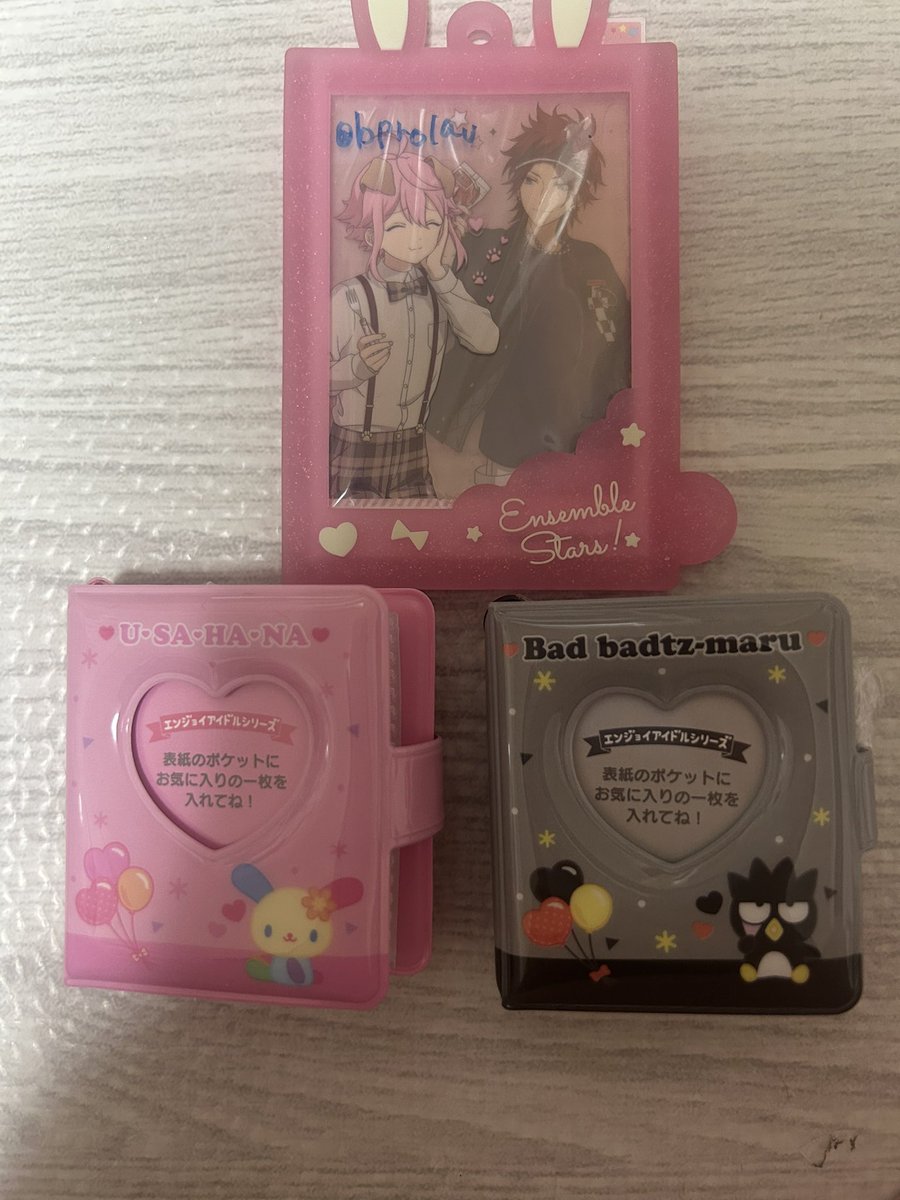 obprolau
Ensemble
Stars!
U·SA·HA·NA
エンジョイアイドルシリーズ
表紙のポケットに
お気に入りの一枚を
入れてね！
Bad badtz-maru
エンジョイアイドルシリーズ
表紙のポケットに
お気に入りの一枚を
入れてね！